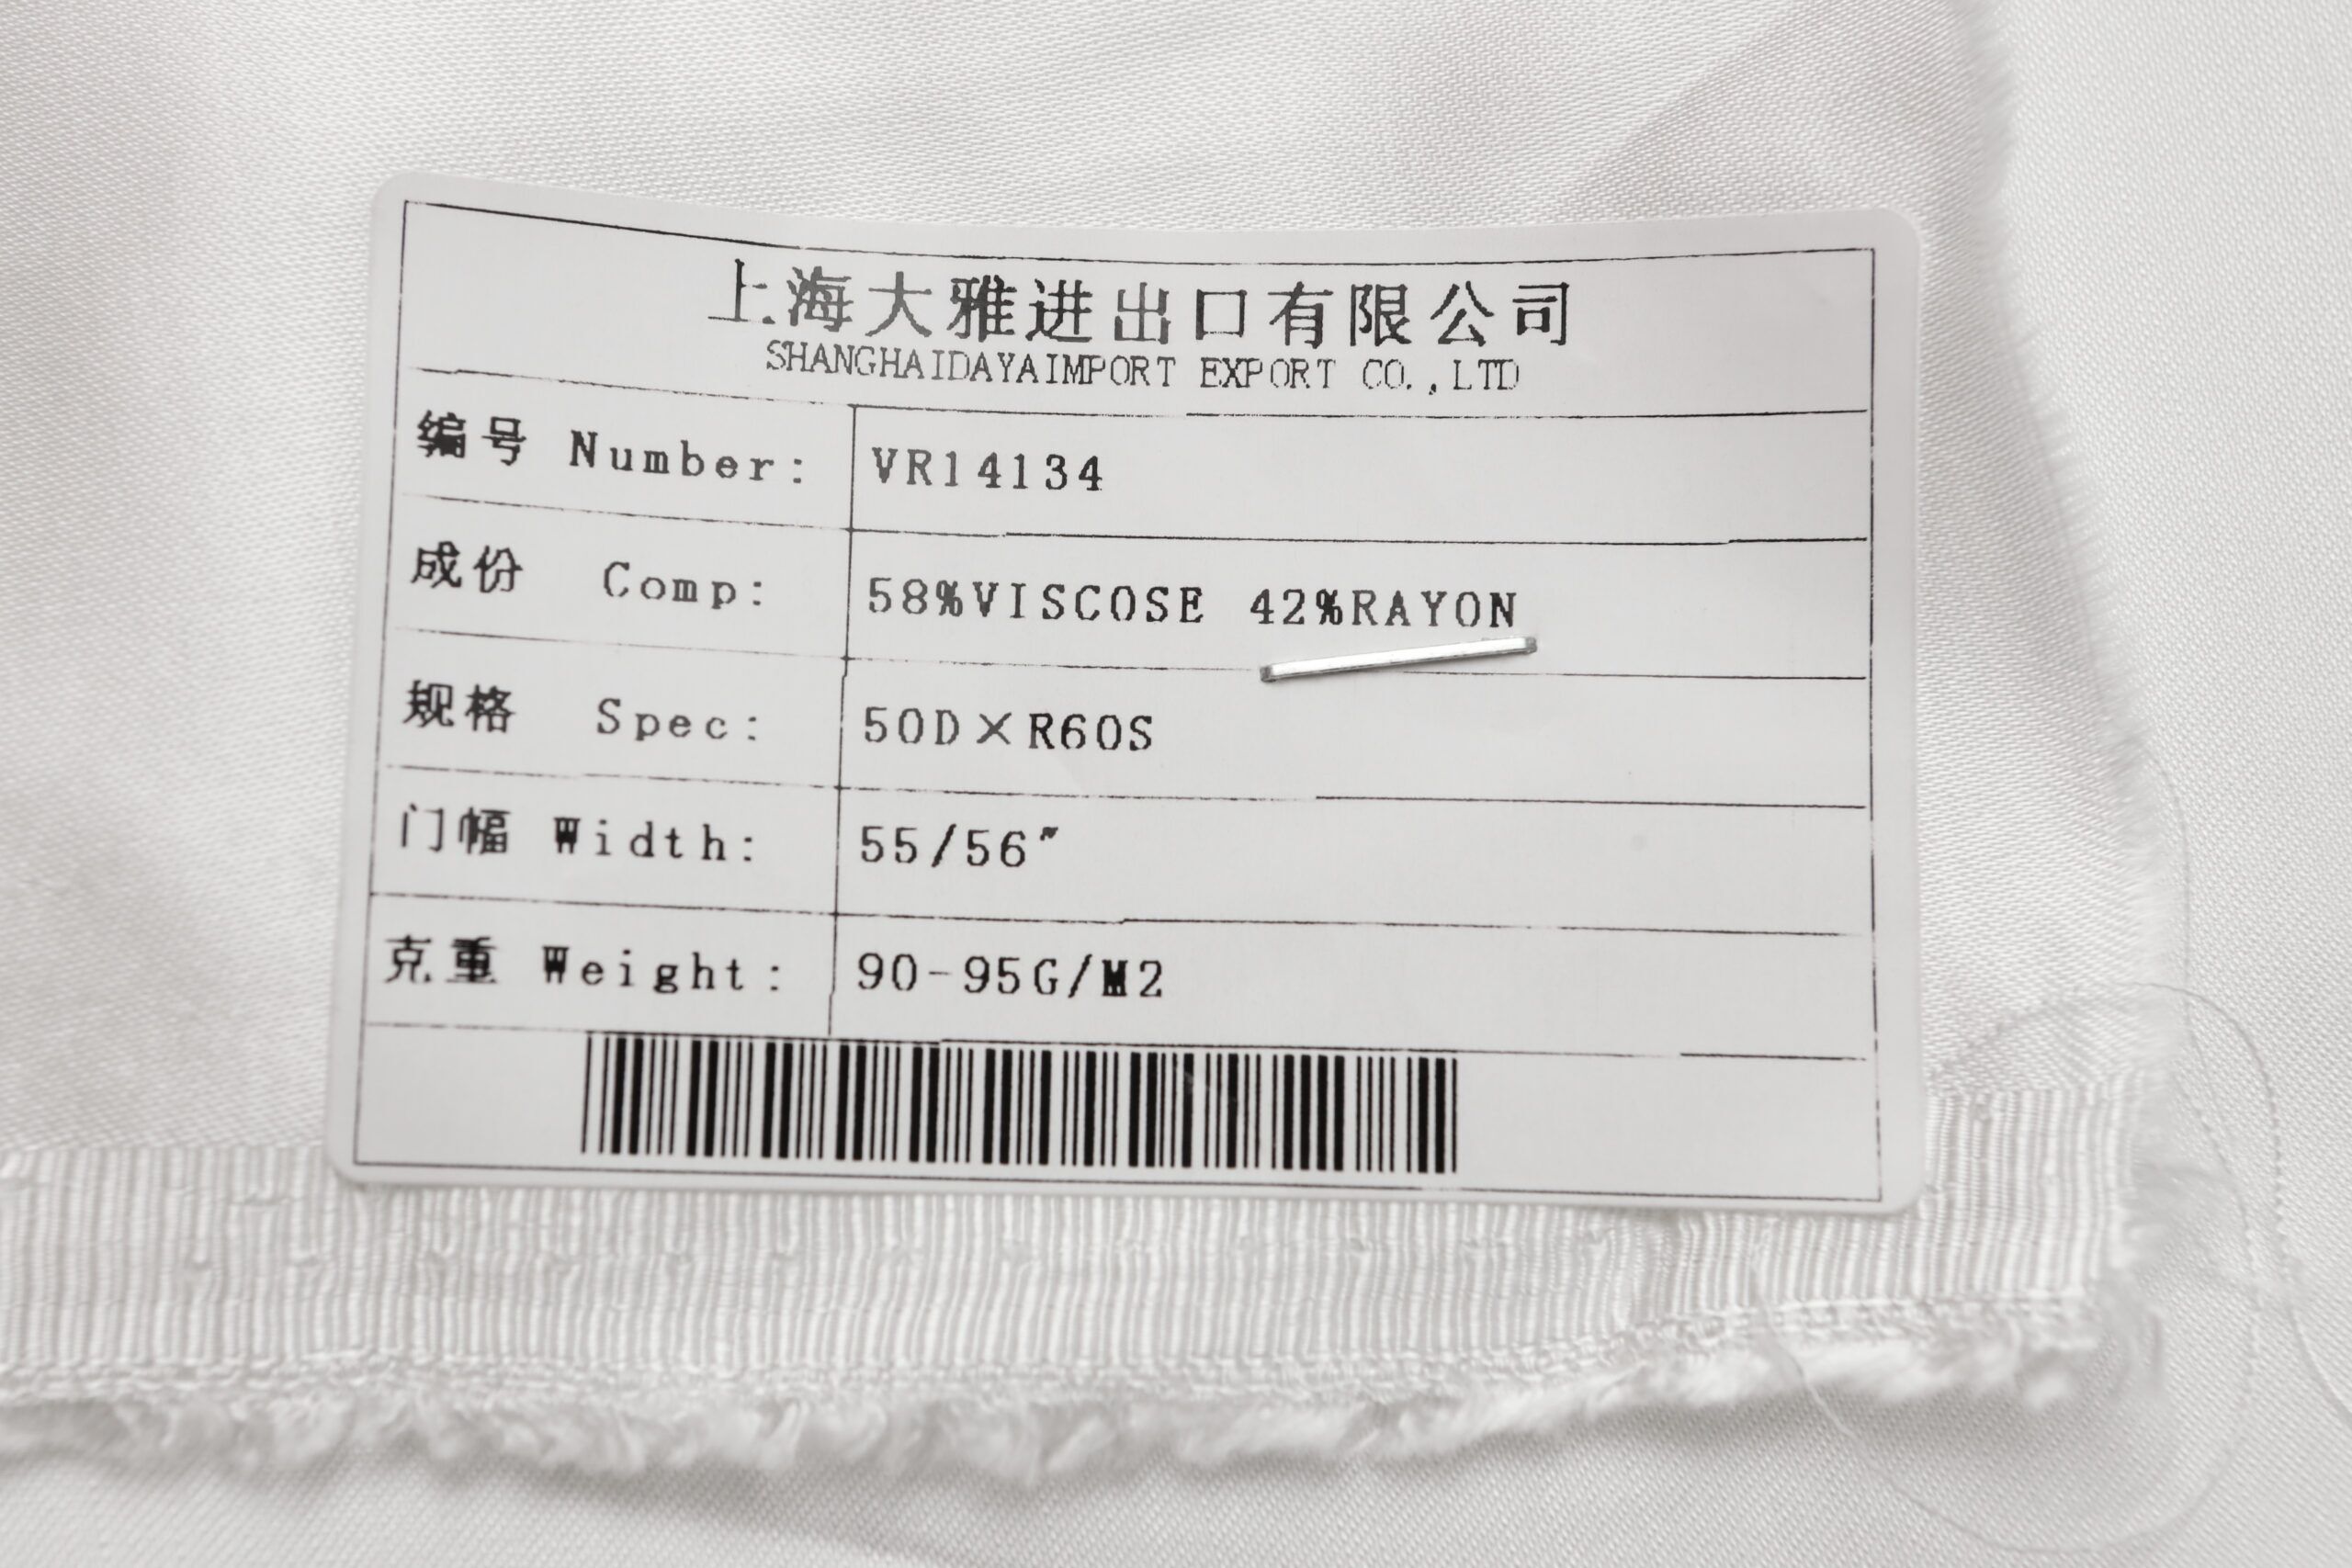 上海大雅进出口有限公司
SHANGHAIDAYAIMPORT EXPORT CO.,LTD
编号 Number: VR14134
成份 Comp: 58%VISCOSE 42%RAYON
规格 Spec: 50D×R60S
门幅 Width: 55/56"
克重 Weight: 90-95G/M2